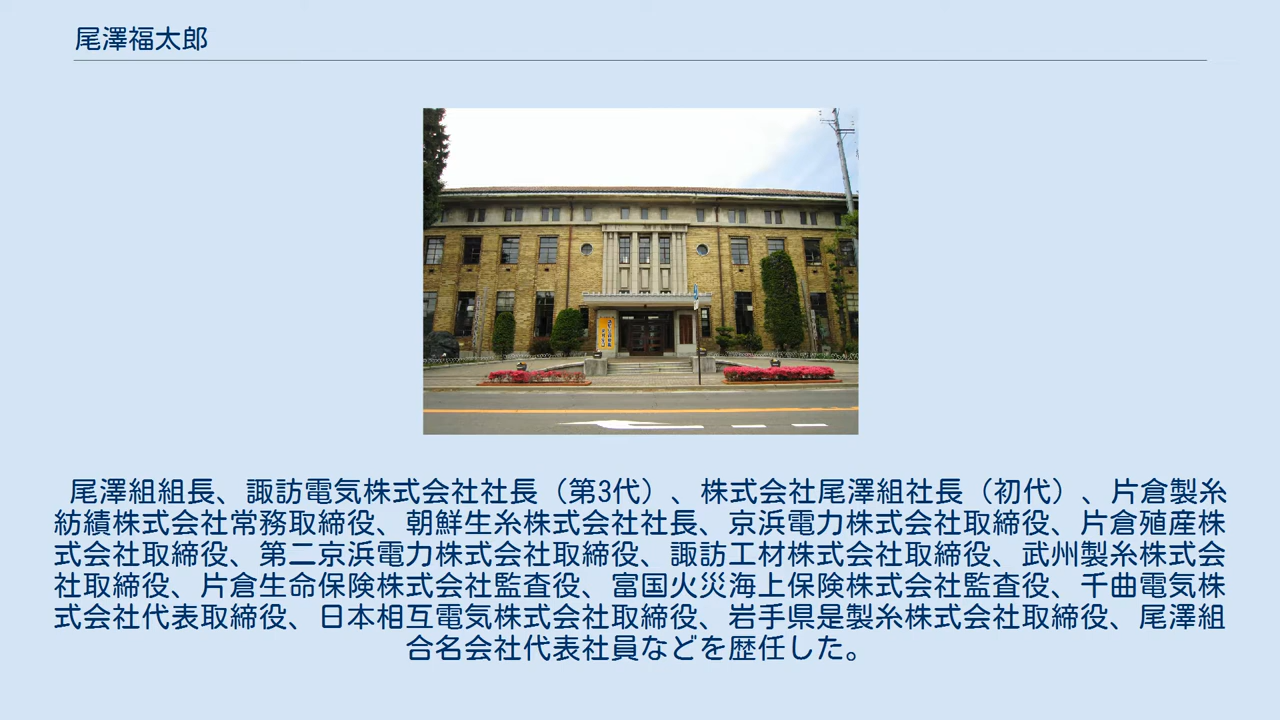 尾澤福太郎
尾澤組組長、諏訪電気株式会社社長（第3代）、株式会社尾澤組社長（初代）、片倉製糸
紡績株式会社常務取締役、朝鮮生糸株式会社社長、京浜電力株式会社取締役、片倉殖産株
式会社取締役、第二京浜電力株式会社取締役、諏訪工材株式会社取締役、武州製糸株式会
社取締役、片倉生命保険株式会社監査役、富国火災海上保険株式会社監査役、千曲電気株
式会社代表取締役、日本相互電気株式会社取締役、岩手県是製糸株式会社取締役、尾澤組
合名会社代表社員などを歴任した。